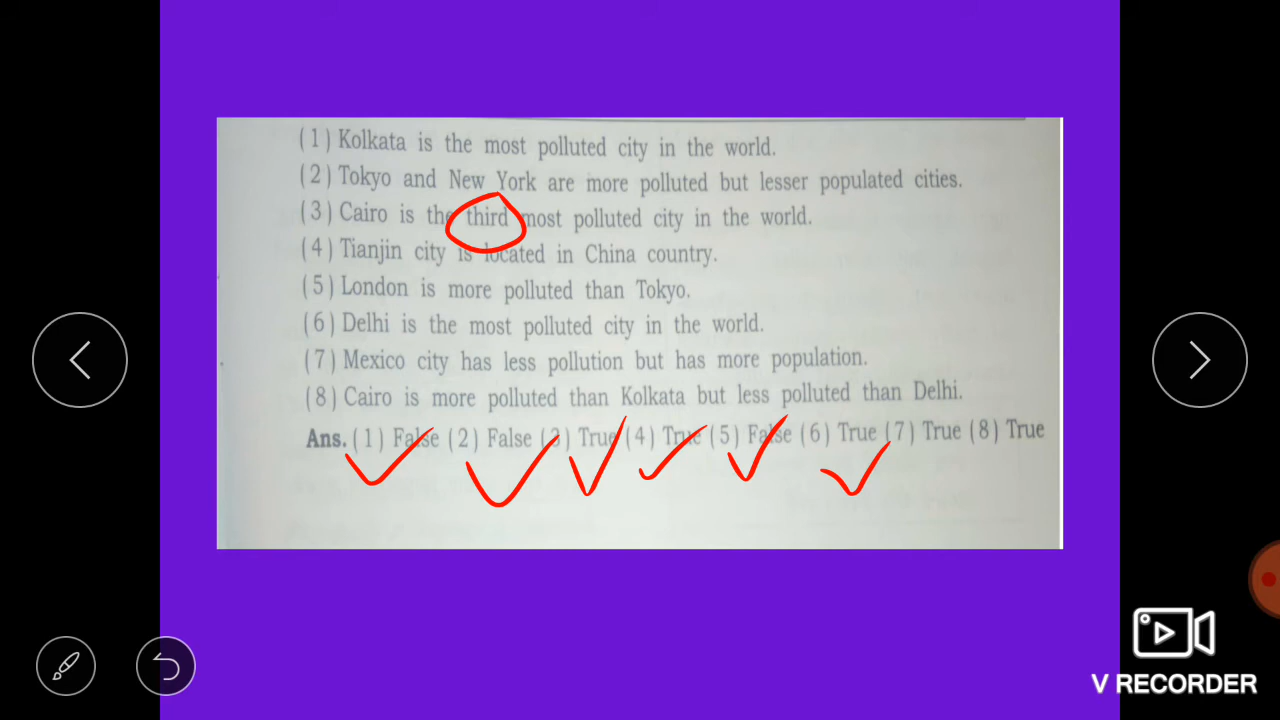 (1) Kolkata is the most polluted city in the world.
(2) Tokyo and New York are more polluted but lesser populated cities.
(3) Cairo is the third most polluted city in the world.
(4) Tianjin city is located in China country.
(5) London is more polluted than Tokyo.
(6) Delhi is the most polluted city in the world.
(7) Mexico city has less pollution but has more population.
(8) Cairo is more polluted than Kolkata but less polluted than Delhi.
Ans. (1) False (2) False (3) True (4) True (5) False (6) True (7) True (8) True
V RECORDER